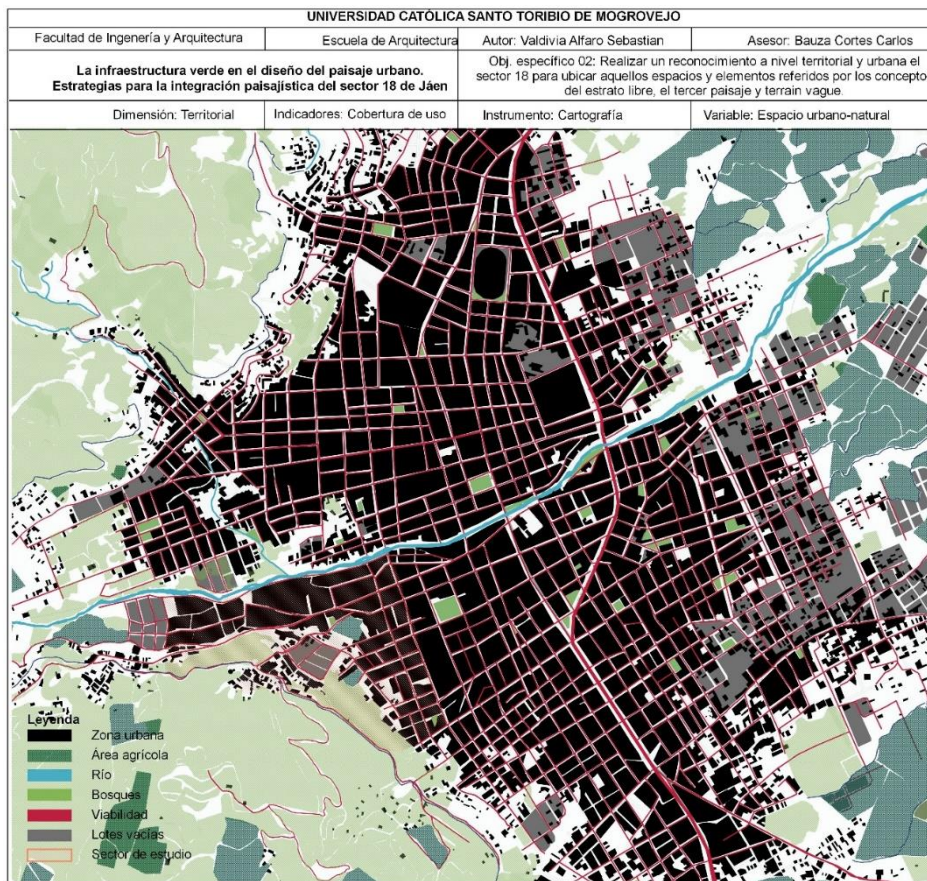 UNIVERSIDAD CATÓLICA SANTO TORIBIO DE MOGROVEJO
Facultad de Ingenería y Arquitectura
Escuela de Arquitectura
Autor: Valdivia Alfaro Sebastian
Asesor: Bauza Cortes Carlos
La infraestructura verde en el diseño del paisaje urbano.
Estrategias para la integración paisajística del sector 18 de Jáen
Obj. específico 02: Realizar un reconocimiento a nivel territorial y urbana el
sector 18 para ubicar aquellos espacios y elementos referidos por los concepto
del estrato libre, el tercer paisaje y terrain vague.
Dimensión: Territorial
Indicadores: Cobertura de uso
Instrumento: Cartografía
Variable: Espacio urbano-natural
Leyenda
Zona urbana
Área agrícola
Río
Bosques
Viabilidad
Lotes vacías
Sector de estudio